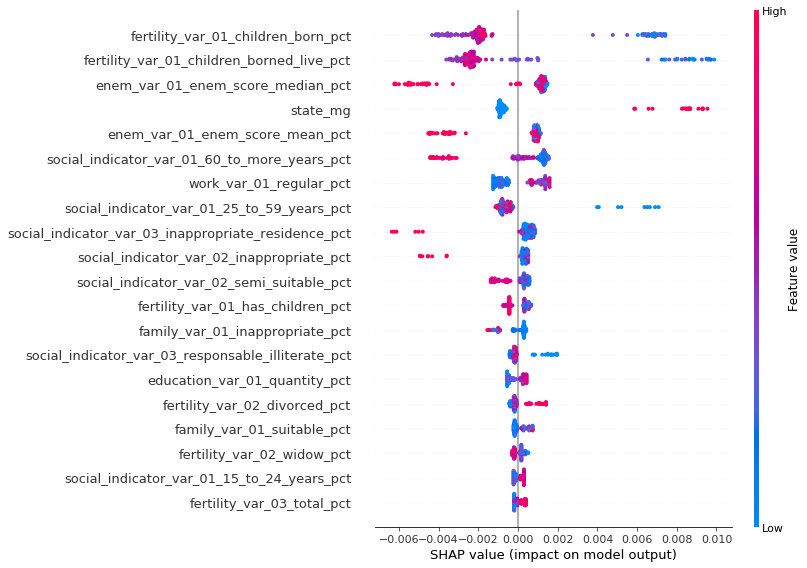 High
fertility_var_01_children_born_pct
fertility_var_01_children_borned_live_pct
enem_var_01_enem_score_median_pct
state_mg
enem_var_01_enem_score_mean_pct
social_indicator_var_01_60_to_more_years_pct
work_var_01_regular_pct
social_indicator_var_01_25_to_59_years_pct
social_indicator_var_03_inappropriate_residence_pct
social_indicator_var_02_inappropriate_pct
social_indicator_var_02_semi_suitable_pct
fertility_var_01_has_children_pct
family_var_01_inappropriate_pct
social_indicator_var_03_responsable_illiterate_pct
education_var_01_quantity_pct
fertility_var_02_divorced_pct
family_var_01_suitable_pct
fertility_var_02_widow_pct
social_indicator_var_01_15_to_24_years_pct
fertility_var_03_total_pct
Feature value
Low
−0.006 −0.004 −0.002 0.000 0.002 0.004 0.006 0.008 0.010
SHAP value (impact on model output)